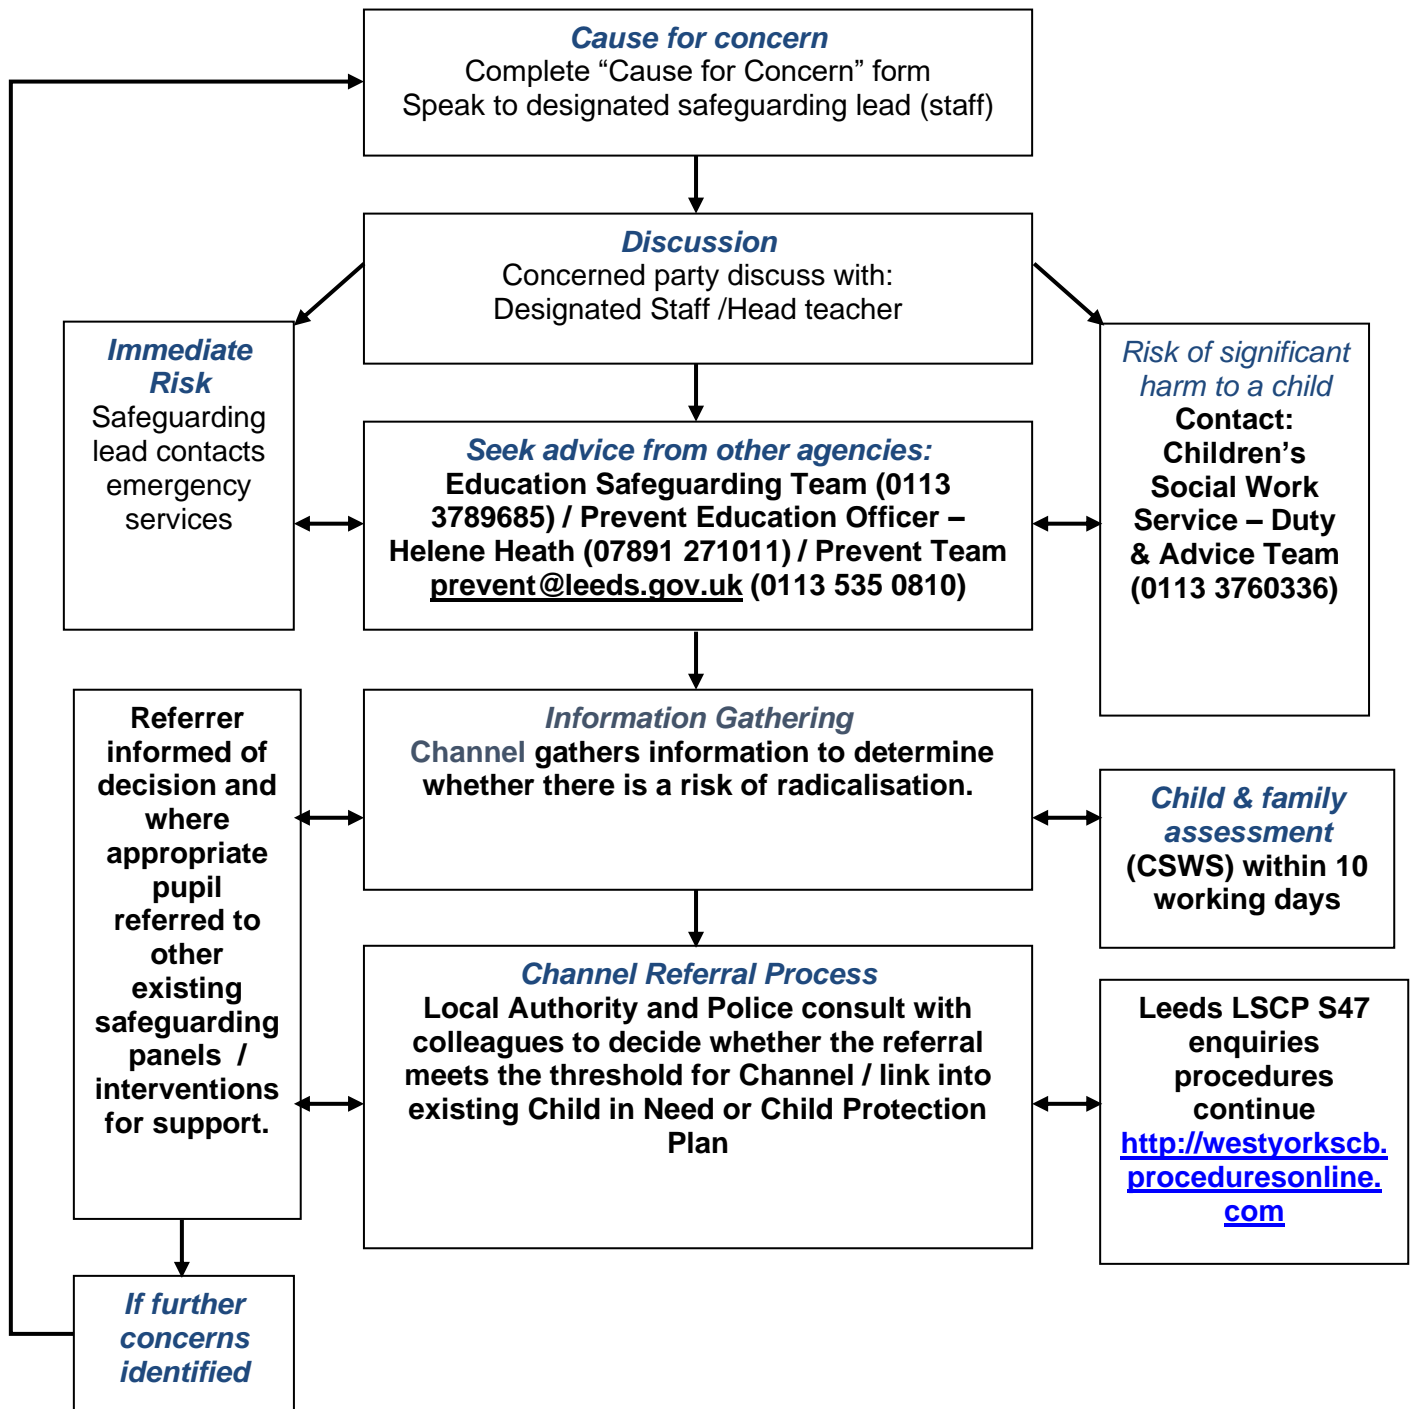 Cause for concern
Complete “Cause for Concern” form
Speak to designated safeguarding lead (staff)
Discussion
Concerned party discuss with:
Designated Staff /Head teacher
Immediate
Risk
Safeguarding
lead contacts
emergency
services
Seek advice from other agencies:
Education Safeguarding Team (0113
3789685) / Prevent Education Officer –
Helene Heath (07891 271011) / Prevent Team
prevent@leeds.gov.uk (0113 535 0810)
Risk of significant
harm to a child
Contact:
Children’s
Social Work
Service – Duty
& Advice Team
(0113 3760336)
Referrer
informed of
decision and
where
appropriate
pupil
referred to
other
existing
safeguarding
panels  /
interventions
for support.
Information Gathering
Channel gathers information to determine
whether there is a risk of radicalisation.
Child & family
assessment
(CSWS) within 10
working days
Channel Referral Process
Local Authority and Police consult with
colleagues to decide whether the referral
meets the threshold for Channel / link into
existing Child in Need or Child Protection
Plan
Leeds LSCP S47
enquiries
procedures
continue
http://westyorkscb.
proceduresonline.
com
If further
concerns
identified